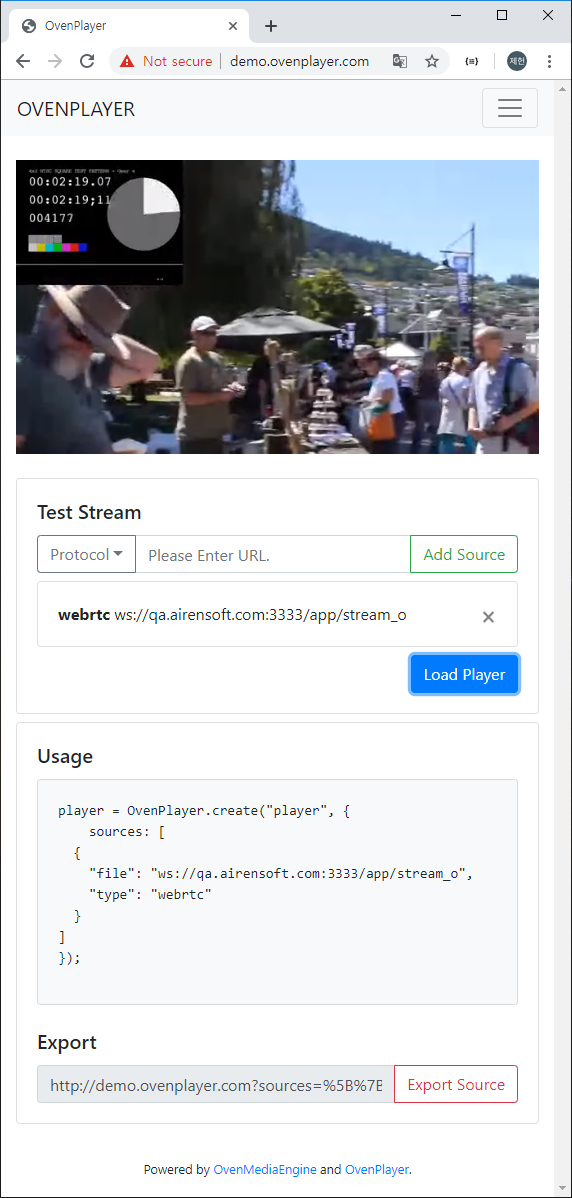 OvenPlayer
Not secure | demo.ovenplayer.com
제헌
OVENPLAYER
00:02:19.07
00:02:19;11
004177
Test Stream
Protocol
Please Enter URL.
Add Source
webrtc ws://qa.airensoft.com:3333/app/stream_o
Load Player
Usage
player = OvenPlayer.create("player", {
sources: [
{
"file": "ws://qa.airensoft.com:3333/app/stream_o",
"type": "webrtc"
}
]
});
Export
http://demo.ovenplayer.com?sources=%5B%7B
Export Source
Powered by OvenMediaEngine and OvenPlayer.